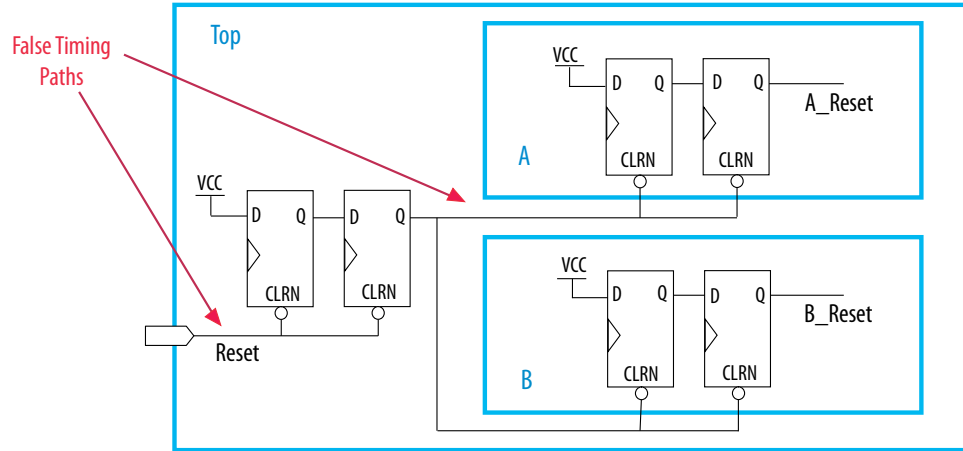 Top
False Timing
Paths
VCC
D Q D Q
A_Reset
A
CLRN CLRN
VCC
D Q D Q
CLRN CLRN
Reset
VCC
D Q D Q
B_Reset
B
CLRN CLRN